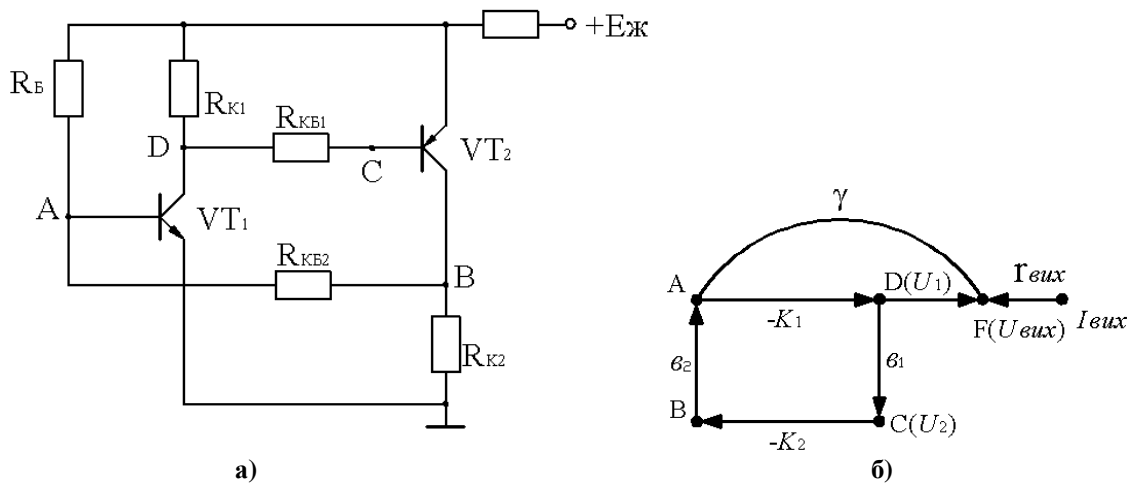 +Eж
RБ
RК1
RКБ1
D
C
VT2
A
VT1
RКБ2
B
RК2
а)
γ
A
D(U1)
rвих
-K1
F(Uвих)
Iвих
в2
в1
B
-K2
C(U2)
б)